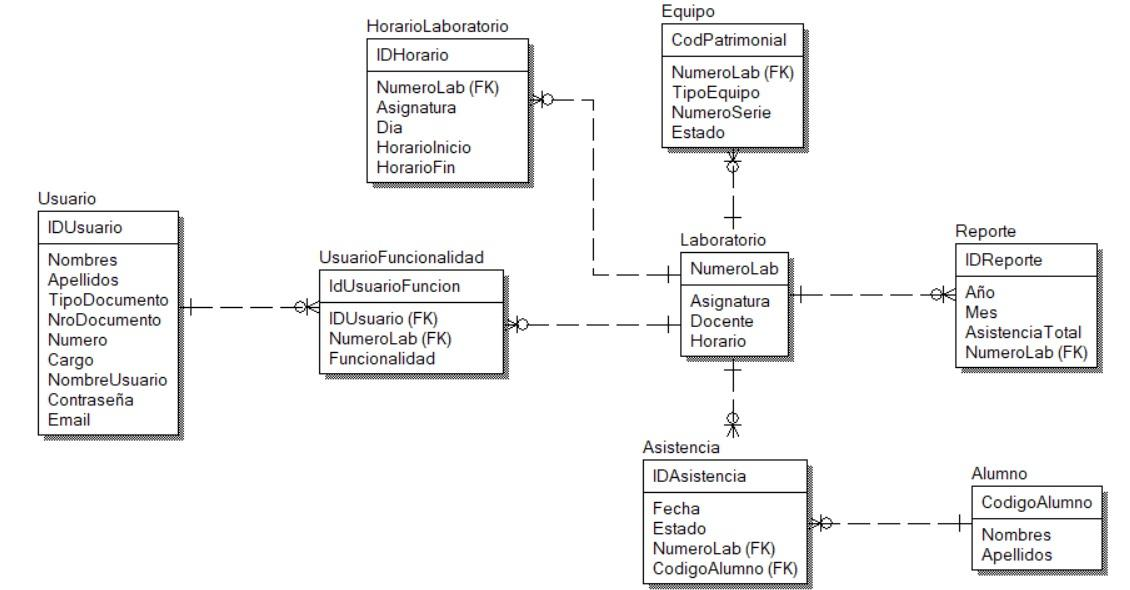 HorarioLaboratorio
IDHorario
NumeroLab (FK)
Asignatura
Dia
HorarioInicio
HorarioFin
Equipo
CodPatrimonial
NumeroLab (FK)
TipoEquipo
NumeroSerie
Estado
Usuario
IDUsuario
Nombres
Apellidos
TipoDocumento
NroDocumento
Numero
Cargo
NombreUsuario
Contraseña
Email
UsuarioFuncionalidad
IdUsuarioFuncion
IDUsuario (FK)
NumeroLab (FK)
Funcionalidad
Laboratorio
NumeroLab
Asignatura
Docente
Horario
Reporte
IDReporte
Año
Mes
AsistenciaTotal
NumeroLab (FK)
Asistencia
IDAsistencia
Fecha
Estado
NumeroLab (FK)
CodigoAlumno (FK)
Alumno
CodigoAlumno
Nombres
Apellidos